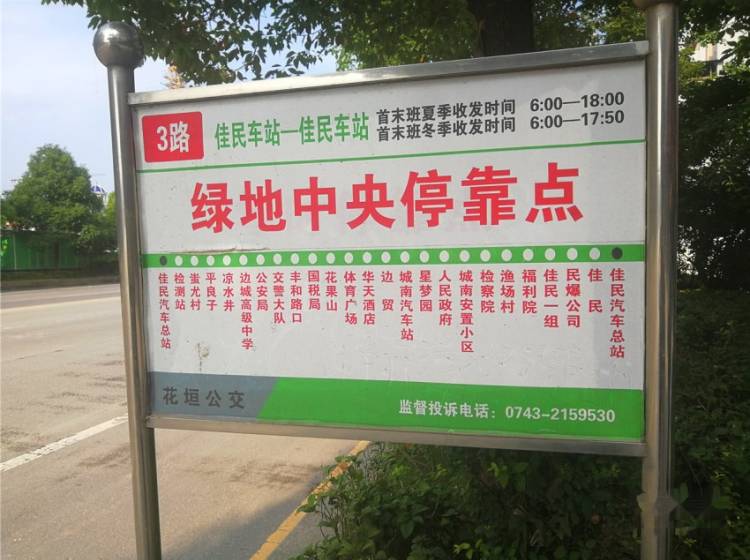 3路
佳民车站—佳民车站
首末班夏季收发时间 6:00—18:00
首末班冬季收发时间 6:00—17:50
绿地中央停靠点
佳民汽车总站
检测站
蚩尤村
平良子
凉水井
边城高级中学
公安局
交警大队
丰和路口
国税局
花果山
体育广场
华天酒店
边贸
城南汽车站
星梦园
人民政府
城南安置小区
检察院
渔场村
福利院
佳民一组
民爆公司
佳民
佳民汽车总站
花垣公交
监督投诉电话：0743-2159530